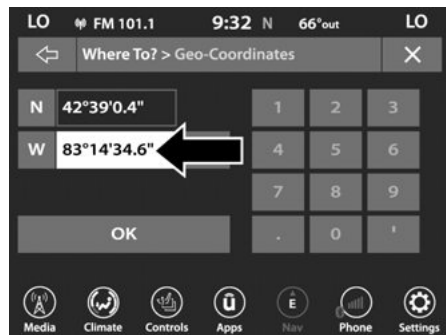 LO FM 101.1 9:32 N 66°out LO
Where To? > Geo-Coordinates X
N 42°39'0.4" 1 2 3
W 83°14'34.6" 4 5 6
7 8 9
OK . 0 '
ū E
Media Climate Controls Apps Nav Phone Settings